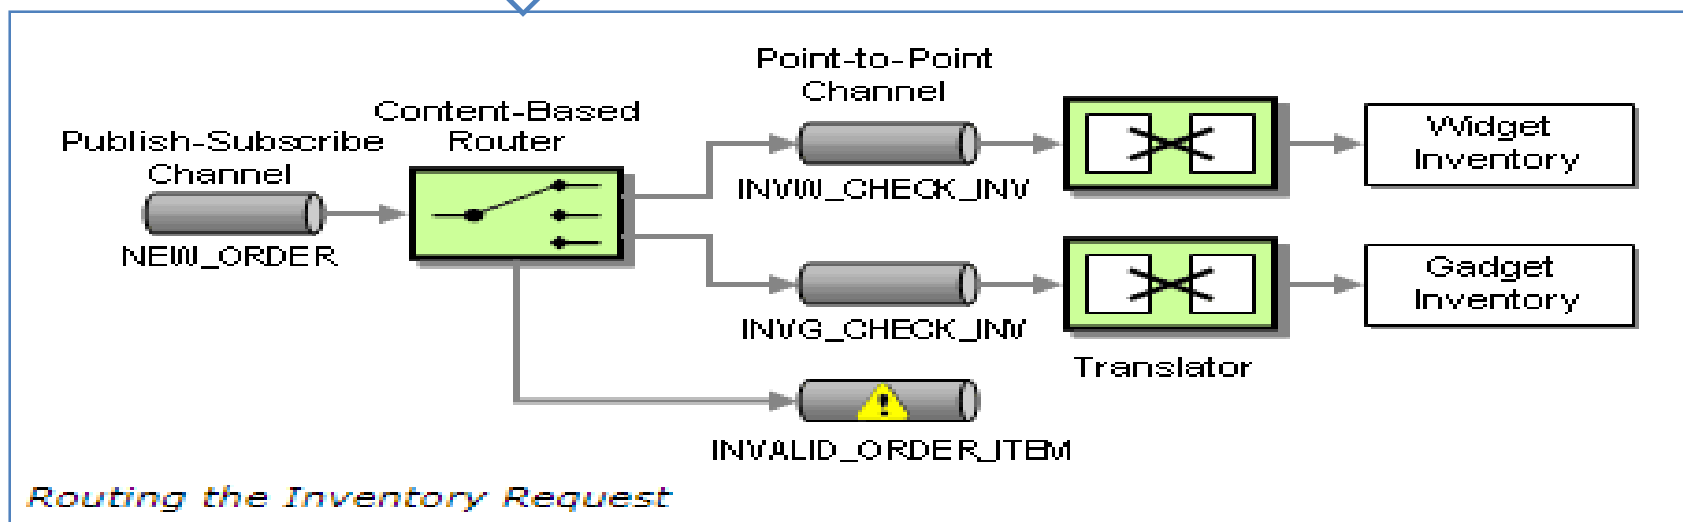 Point-to-Point
Channel
Content-Based
Router
Publish-Subscribe
Channel
Widget
Inventory
INVW_CHECK_INV
NEW_ORDER
Gadget
Inventory
INVG_CHECK_INV
Translator
!
INVALID_ORDER_ITEM
Routing the Inventory Request